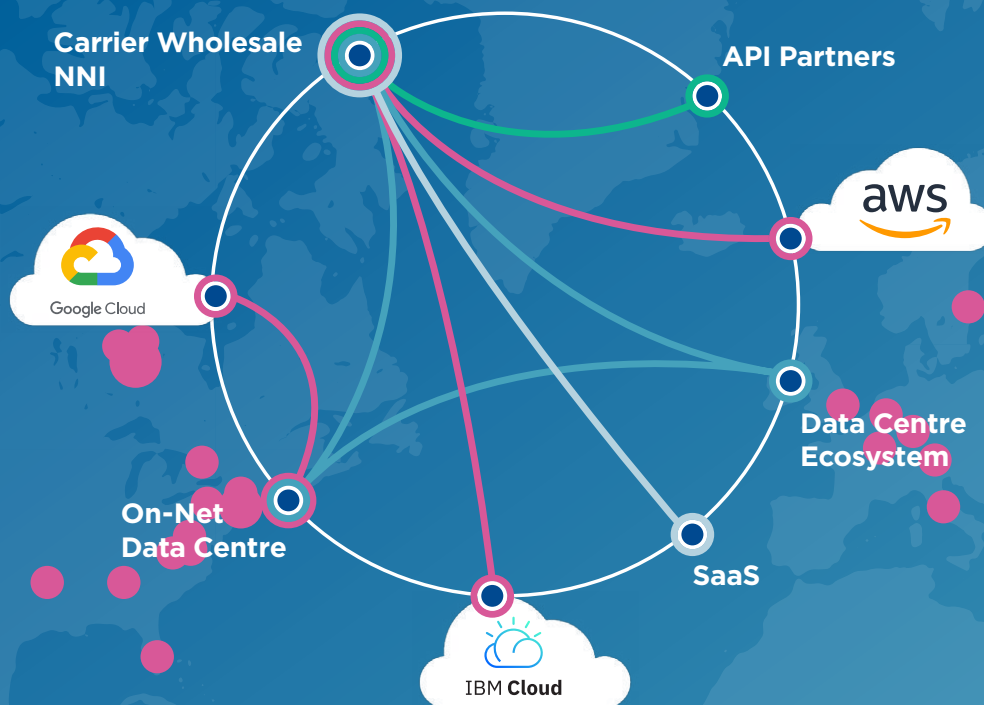 Carrier Wholesale
NNI
API Partners
aws
Google Cloud
Data Centre
Ecosystem
On-Net
Data Centre
SaaS
IBM Cloud